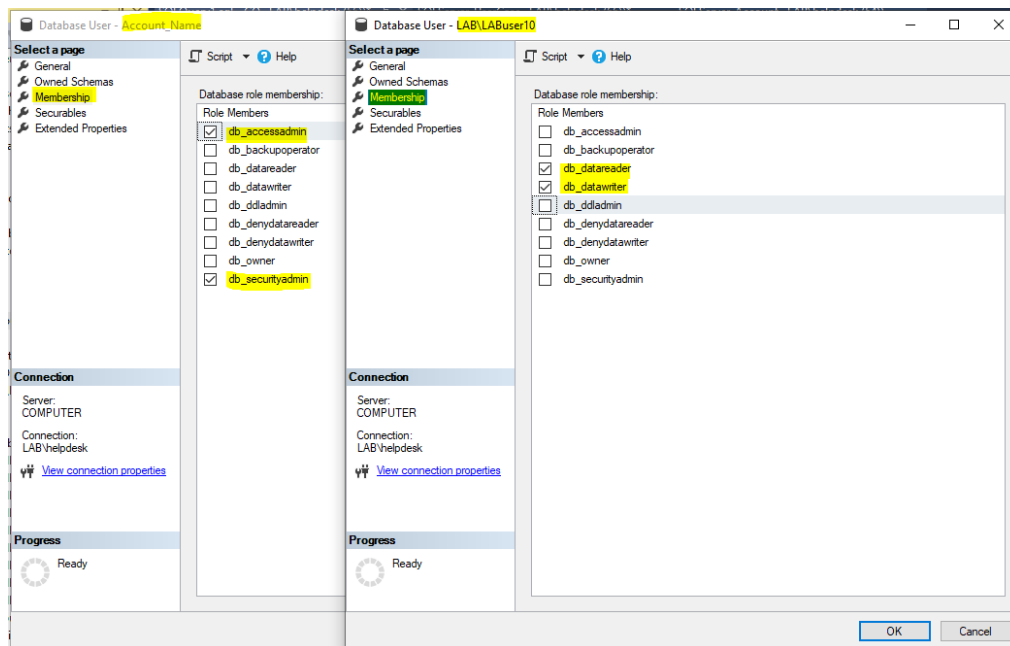 Database User - Account_Name
Select a page
General
Owned Schemas
Membership
Securables
Extended Properties
Script
Help
Database role membership:
Role Members
db_accessadmin
db_backupoperator
db_datareader
db_datawriter
db_ddladmin
db_denydatareader
db_denydatawriter
db_owner
db_securityadmin
Connection
Server:
COMPUTER
Connection:
LAB\helpdesk
View connection properties
Progress
Ready
Database User - LAB\LABuser10
Select a page
General
Owned Schemas
Membership
Securables
Extended Properties
Script
Help
Database role membership:
Role Members
db_accessadmin
db_backupoperator
db_datareader
db_datawriter
db_ddladmin
db_denydatareader
db_denydatawriter
db_owner
db_securityadmin
Connection
Server:
COMPUTER
Connection:
LAB\helpdesk
View connection properties
Progress
Ready
OK
Cancel